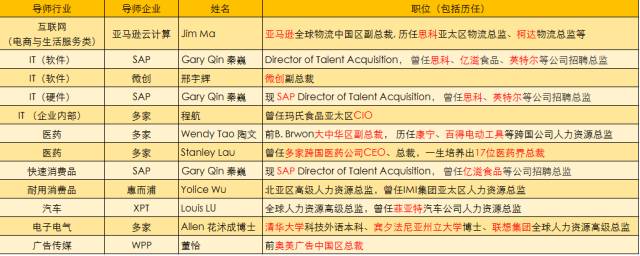 导师行业 导师企业 姓名 职位（包括历任）
互联网
（电商与生活服务类） 亚马逊云计算 Jim Ma 亚马逊全球物流中国区副总裁, 历任思科亚太区物流总监、柯达物流总监等
IT（软件） SAP Gary Qin 秦巍 Director of Talent Acquisition， 曾任思科、亿滋食品、英特尔等公司招聘总监
IT（软件） 微创 邢宇辉 微创副总裁
IT（硬件） SAP Gary Qin 秦巍 现 SAP Director of Talent Acquisition， 曾任思科、英特尔等公司招聘总监
IT （企业内部） 多家 程航 曾任玛氏食品亚太区CIO
医药 多家 Wendy Tao 陶文 前B. Brwon大中华区副总裁， 历任康宁、百得电动工具等跨国公司人力资源总监
医药 多家 Stanley Lau 曾任多家跨国医药公司CEO、总裁，一生培养出17位医药界总裁
快速消费品 SAP Gary Qin 秦巍 现 SAP Director of Talent Acquisition， 曾任亿滋食品等公司招聘总监
耐用消费品 惠而浦 Yolice Wu 北亚区高级人力资源总监，曾任IMI集团亚太区人力资源总监
汽车 XPT Louis LU 全球人力资源高级总监，曾任菲亚特汽车公司人力资源总监
电子电气 多家 Allen 花沭成博士 清华大学科技外语本科、宾夕法尼亚州立大学博士、联想集团全球人力资源高级总监
广告传媒 WPP 董恰 前奥美广告中国区总裁